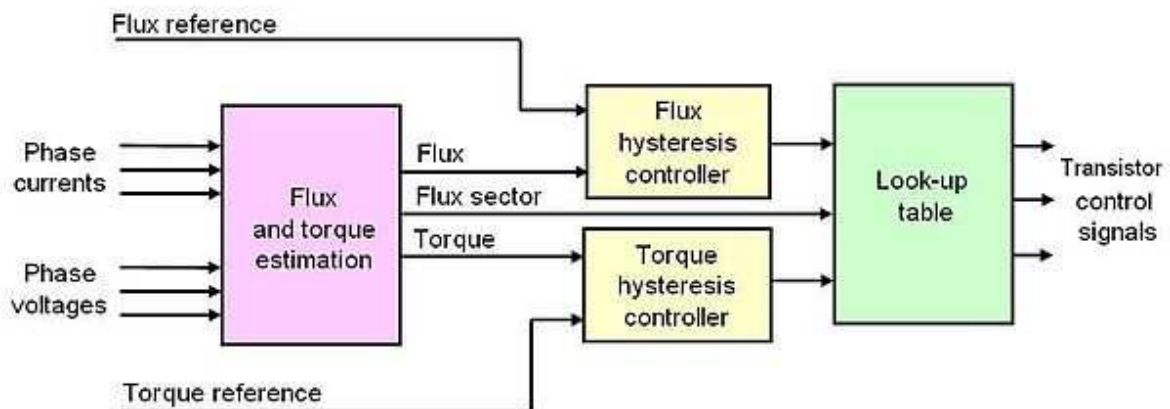 Flux reference
Phase
currents
Phase
voltages
Flux
and torque
estimation
Flux
Flux sector
Torque
Flux
hysteresis
controller
Torque
hysteresis
controller
Look-up
table
Transistor
control
signals
Torque reference